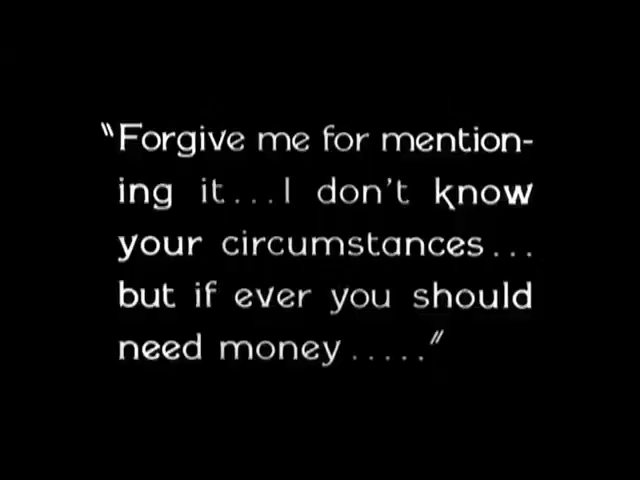 "Forgive me for mention-
ing it...I don't know
your circumstances...
but if ever you should
need money ....."